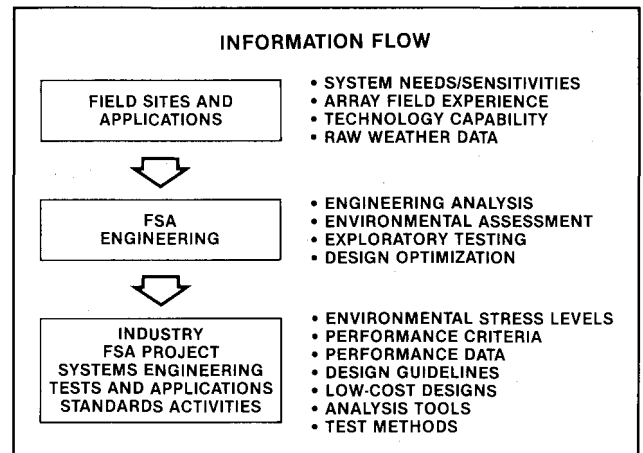 INFORMATION FLOW
FIELD SITES AND
APPLICATIONS
• SYSTEM NEEDS/SENSITIVITIES
• ARRAY FIELD EXPERIENCE
• TECHNOLOGY CAPABILITY
• RAW WEATHER DATA
FSA
ENGINEERING
• ENGINEERING ANALYSIS
• ENVIRONMENTAL ASSESSMENT
• EXPLORATORY TESTING
• DESIGN OPTIMIZATION
INDUSTRY
FSA PROJECT
SYSTEMS ENGINEERING
TESTS AND APPLICATIONS
STANDARDS ACTIVITIES
• ENVIRONMENTAL STRESS LEVELS
• PERFORMANCE CRITERIA
• PERFORMANCE DATA
• DESIGN GUIDELINES
• LOW-COST DESIGNS
• ANALYSIS TOOLS
• TEST METHODS